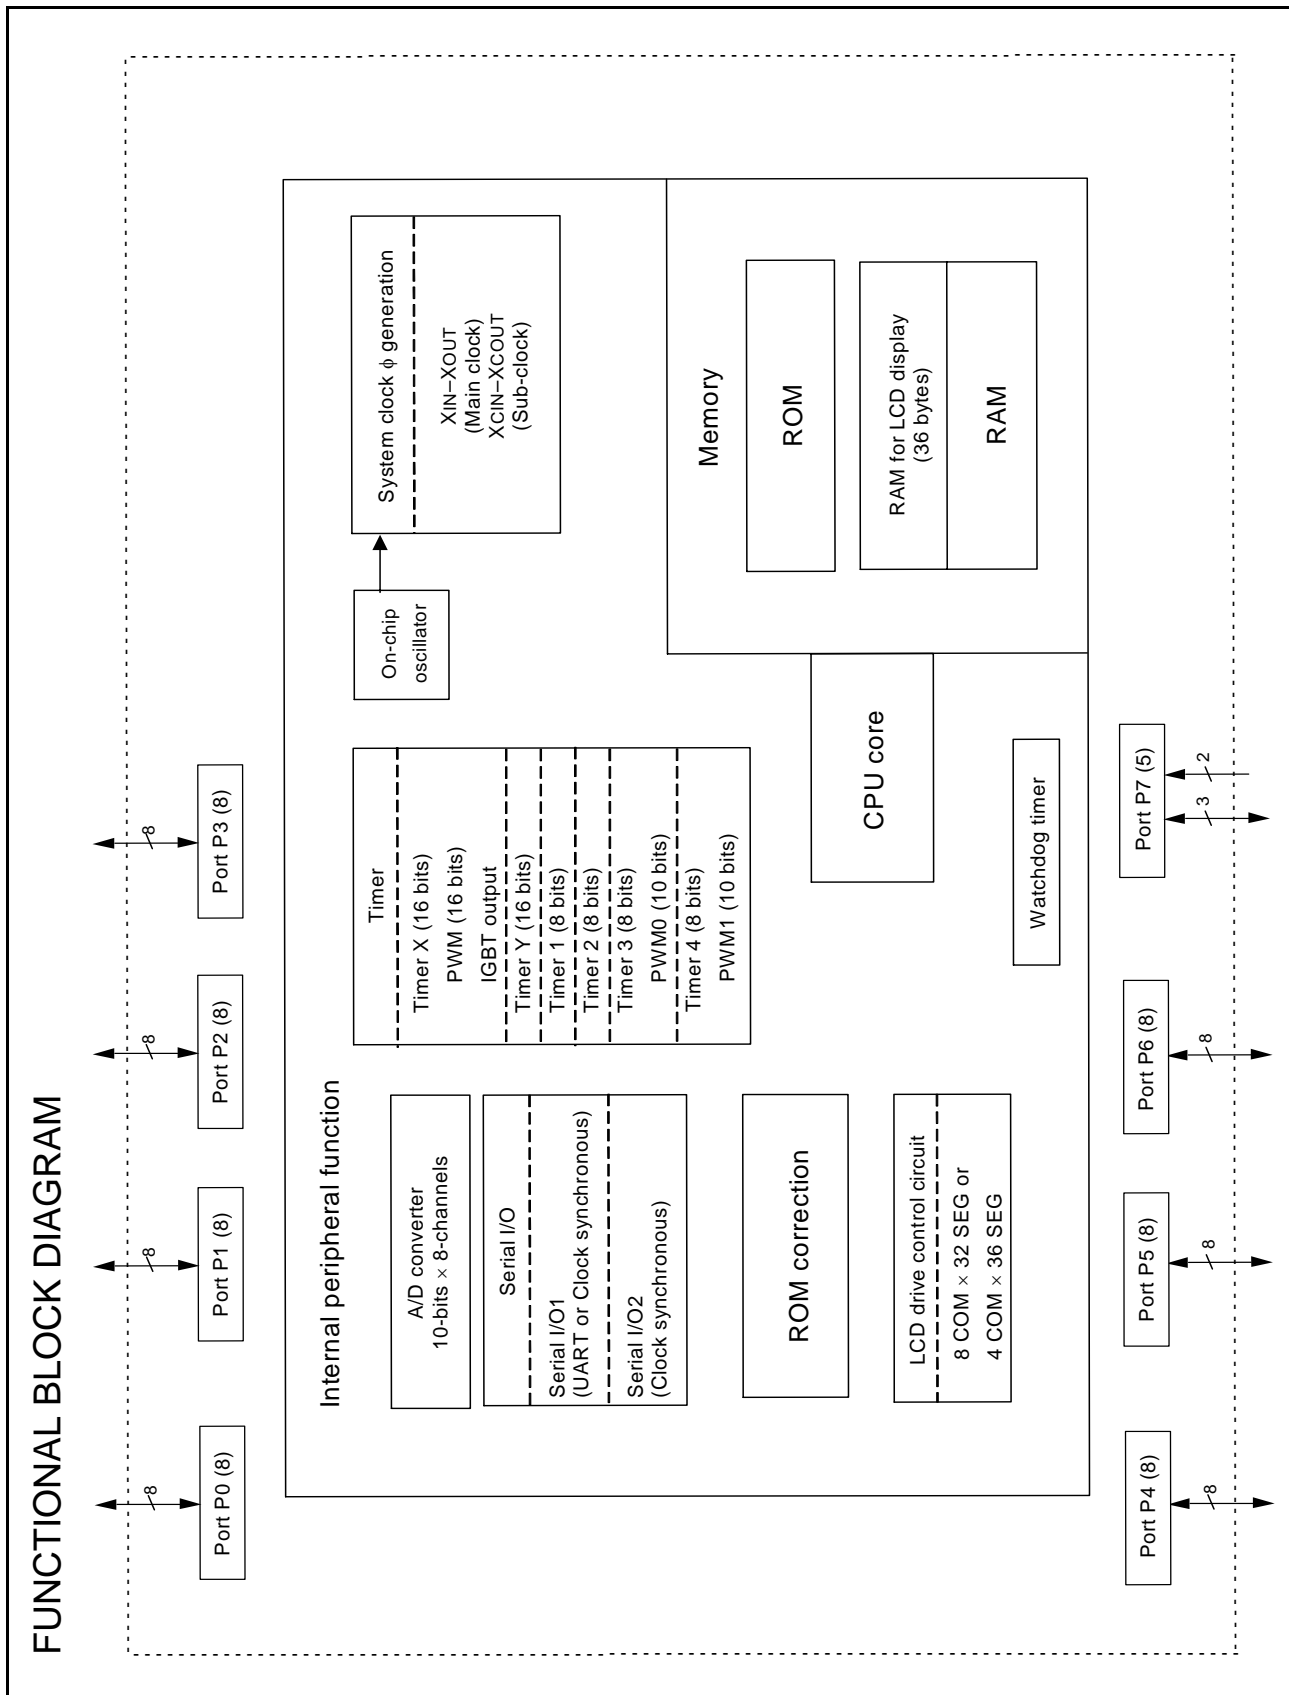 FUNCTIONAL BLOCK DIAGRAM
8
8
8
8
Port P0 (8)
Port P1 (8)
Port P2 (8)
Port P3 (8)
Internal peripheral function
A/D converter
10-bits × 8-channels
Serial I/O
Serial I/O1
(UART or Clock synchronous)
Serial I/O2
(Clock synchronous)
ROM correction
LCD drive control circuit
8 COM × 32 SEG or
4 COM × 36 SEG
Timer
Timer X (16 bits)
PWM (16 bits)
IGBT output
Timer Y (16 bits)
Timer 1 (8 bits)
Timer 2 (8 bits)
Timer 3 (8 bits)
PWM0 (10 bits)
Timer 4 (8 bits)
PWM1 (10 bits)
CPU core
Watchdog timer
On-chip
oscillator
System clock ϕ generation
XIN–XOUT
(Main clock)
XCIN–XCOUT
(Sub-clock)
Memory
ROM
RAM for LCD display
(36 bytes)
RAM
Port P4 (8)
Port P5 (8)
Port P6 (8)
Port P7 (5)
8
8
8
3
2